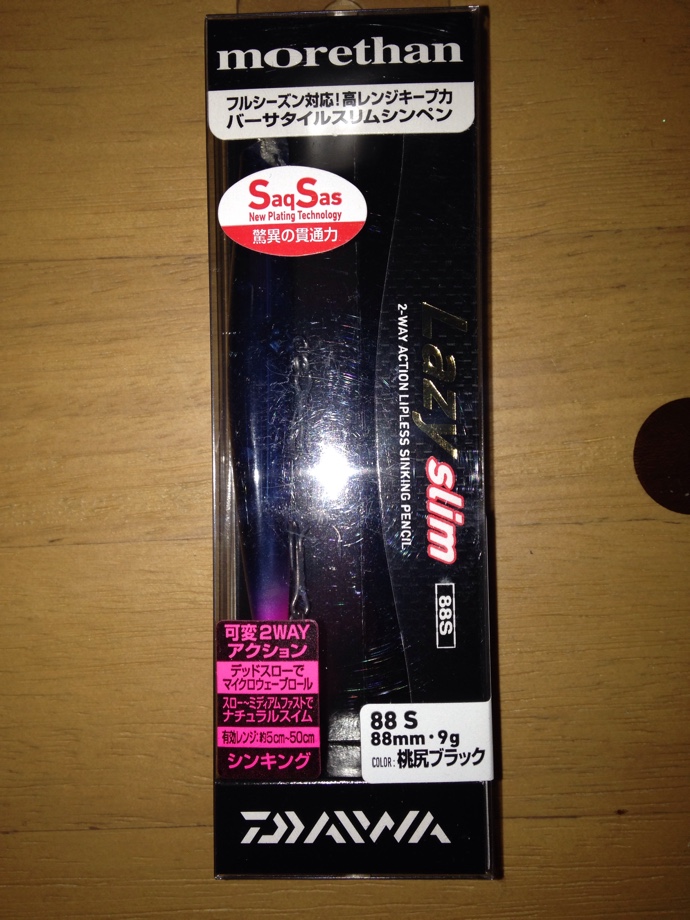 morethan
フルシーズン対応!高レンジキープ力
バーサタイルスリムシンペン
SaqSas
New Plating Technology
驚異の貫通力
Lazy slim
2-WAY ACTION LIPLESS SINKING PENCIL
88S
可変2WAY
アクション
デッドスローで
マイクロウェーブロール
スロー〜ミディアムファストで
ナチュラルスイム
有効レンジ:約5cm~50cm
シンキング
88 S
88mm・9g
COLOR: 桃尻ブラック
DAIWA